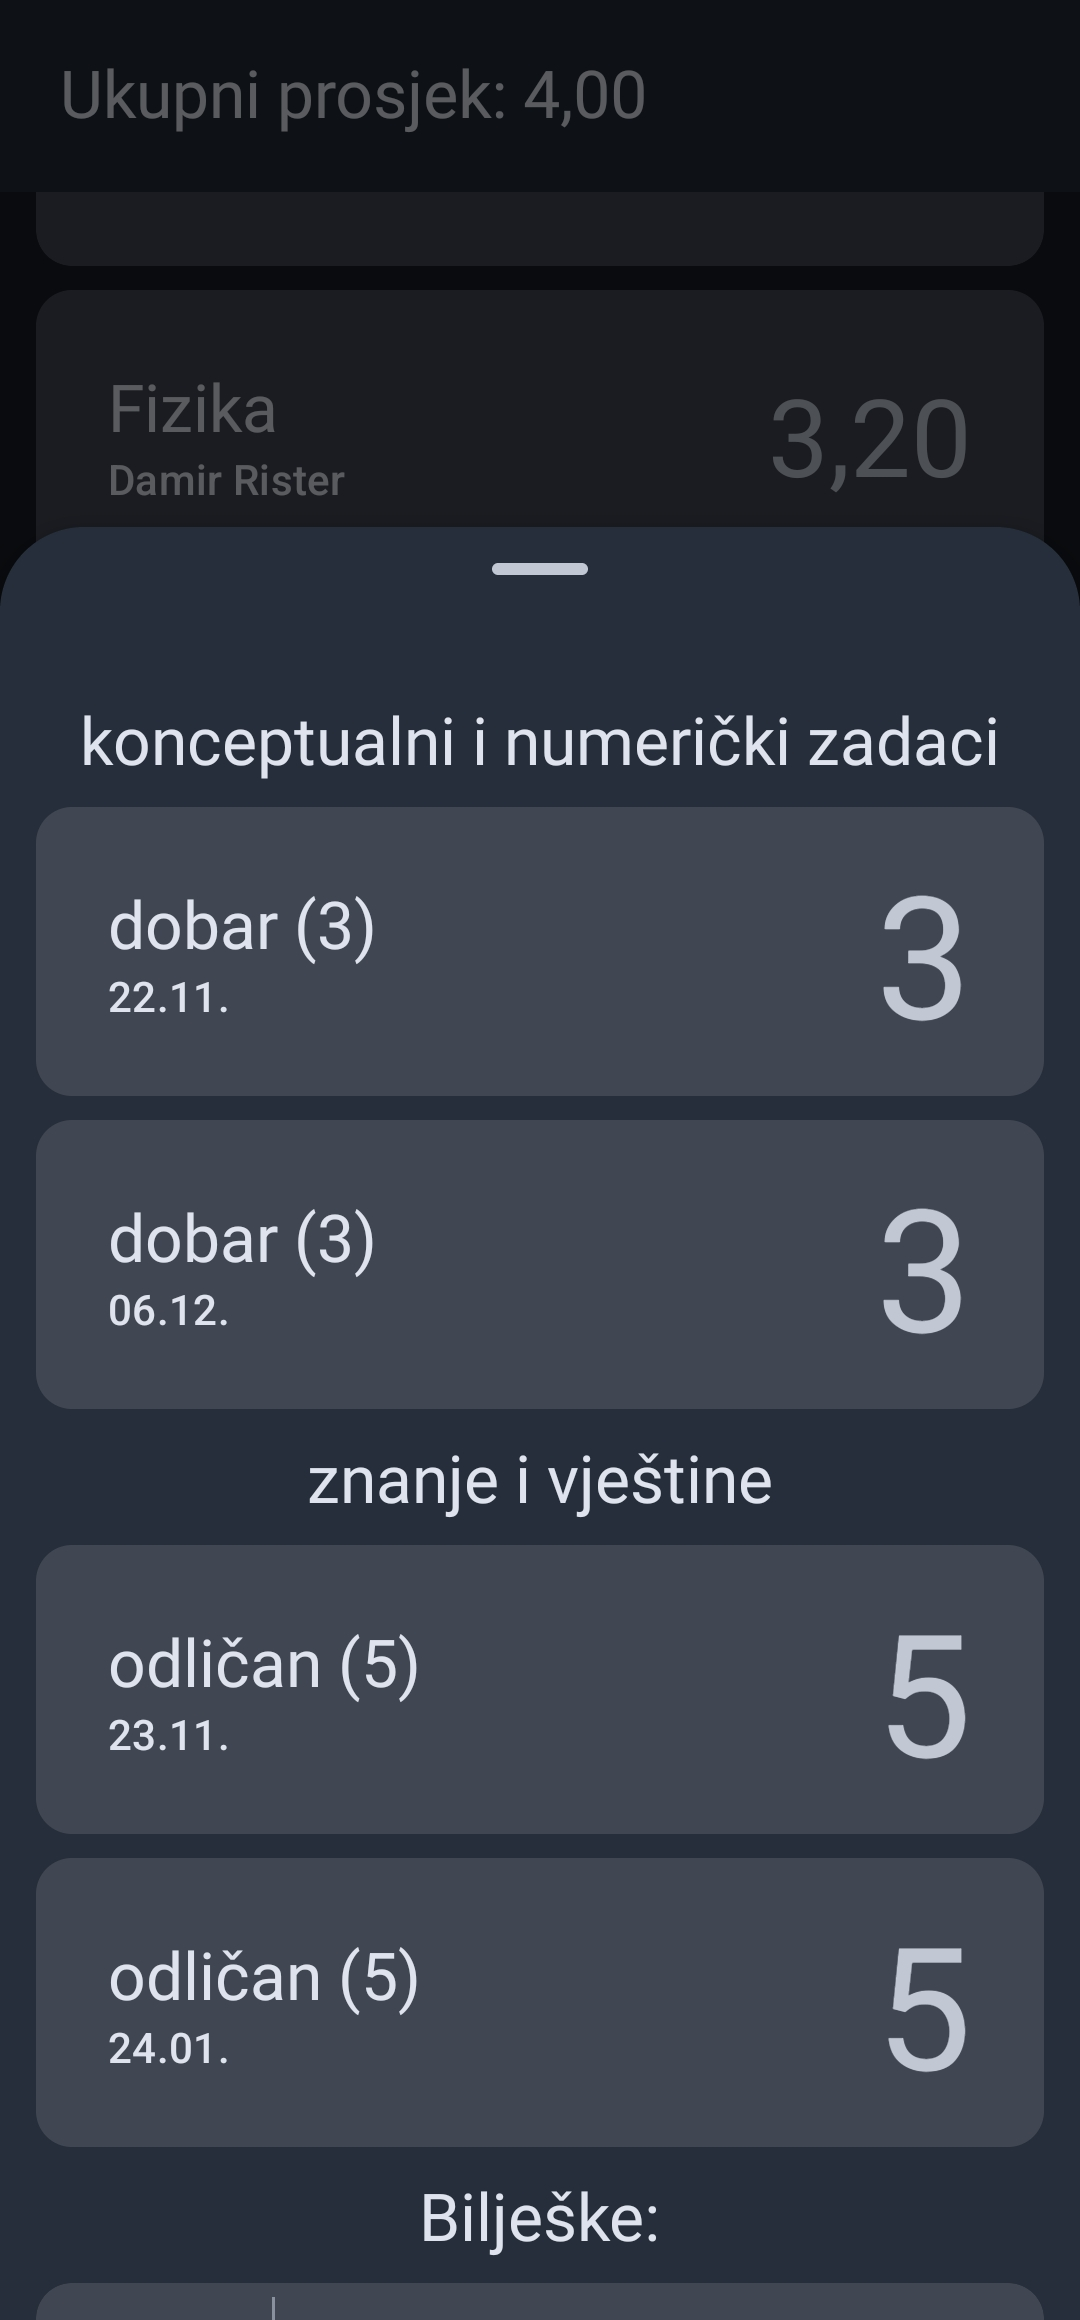 Ukupni prosjek: 4,00
Fizika
Damir Rister
3,20
konceptualni i numerički zadaci
dobar (3)
22.11.
3
dobar (3)
06.12.
3
znanje i vještine
odličan (5)
23.11.
5
odličan (5)
24.01.
5
Bilješke: